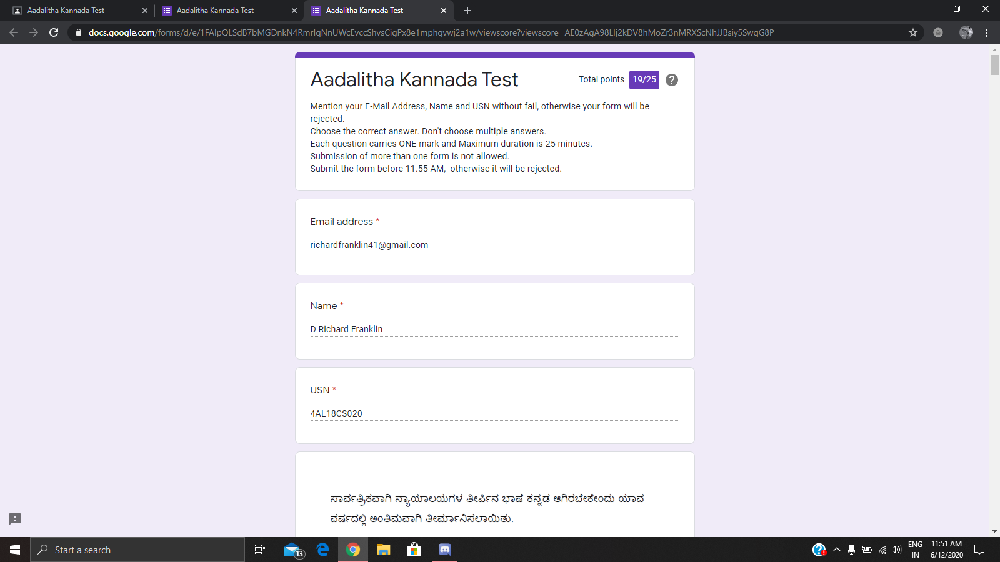 Aadalitha Kannada Test
Aadalitha Kannada Test
Aadalitha Kannada Test
docs.google.com/forms/d/e/1FAIpQLSdB7bMGDnkN4RmrIqNnUWcEvccShvsCigPx8e1mphqvwj2a1w/viewscore?viewscore=AE0zAgA98LIj2kDV8hMoZr3nMRXScNhJJBsiy5SwqG8P
Aadalitha Kannada Test
Total points 19/25
Mention your E-Mail Address, Name and USN without fail, otherwise your form will be
rejected.
Choose the correct answer. Don't choose multiple answers.
Each question carries ONE mark and Maximum duration is 25 minutes.
Submission of more than one form is not allowed.
Submit the form before 11.55 AM, otherwise it will be rejected.
Email address *
richardfranklin41@gmail.com
Name *
D Richard Franklin
USN *
4AL18CS020
ಸಾರ್ವತ್ರಿಕವಾಗಿ ನ್ಯಾಯಾಲಯಗಳ ತೀರ್ಪಿನ ಭಾಷೆ ಕನ್ನಡ ಆಗಿರಬೇಕೇಂದು ಯಾವ
ವರ್ಷದಲ್ಲಿ ಅಂತಿಮವಾಗಿ ತೀರ್ಮಾನಿಸಲಾಯಿತು.
Start a search
13
ENG
IN
11:51 AM
6/12/2020